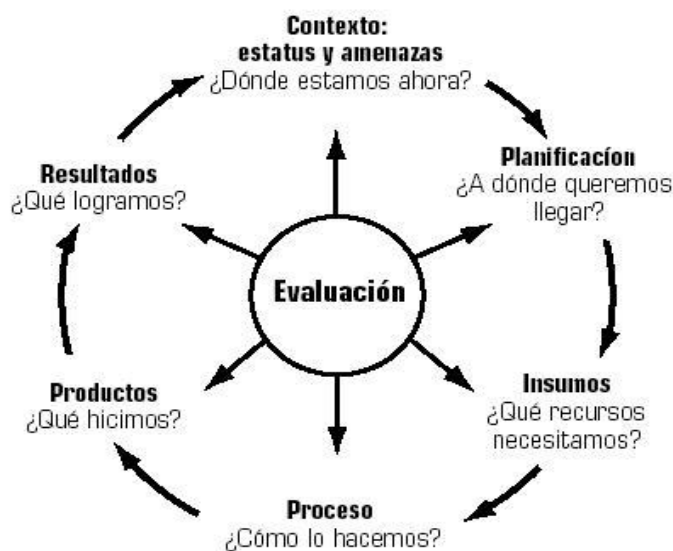 Contexto:
estatus y amenazas
¿Dónde estamos ahora?
Planificacíon
¿A dónde queremos
llegar?
Insumos
¿Qué recursos
necesitamos?
Proceso
¿Cómo lo hacemos?
Productos
¿Qué hicimos?
Resultados
¿Qué logramos?
Evaluación